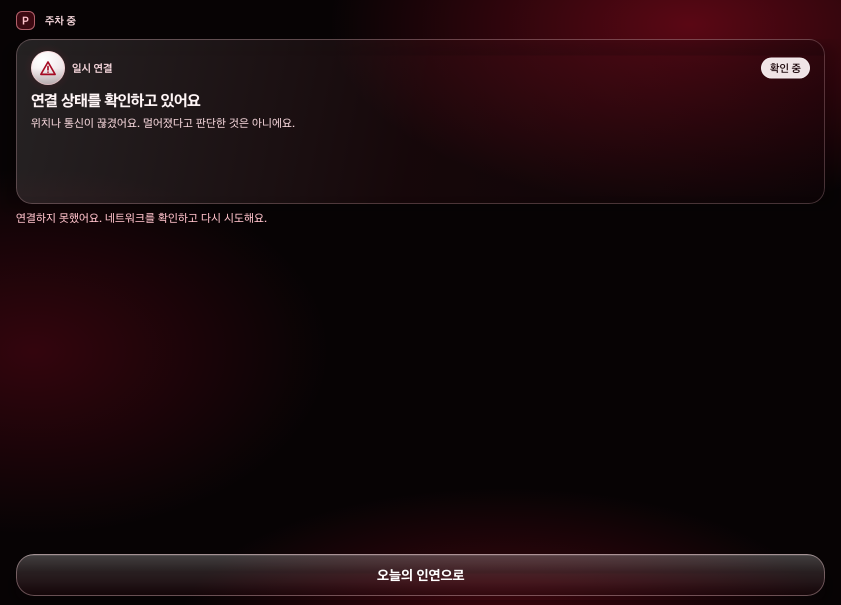 P 주차 중
일시 연결
확인 중
연결 상태를 확인하고 있어요
위치나 통신이 끊겼어요. 멀어졌다고 판단한 것은 아니에요.
연결하지 못했어요. 네트워크를 확인하고 다시 시도해요.
오늘의 인연으로